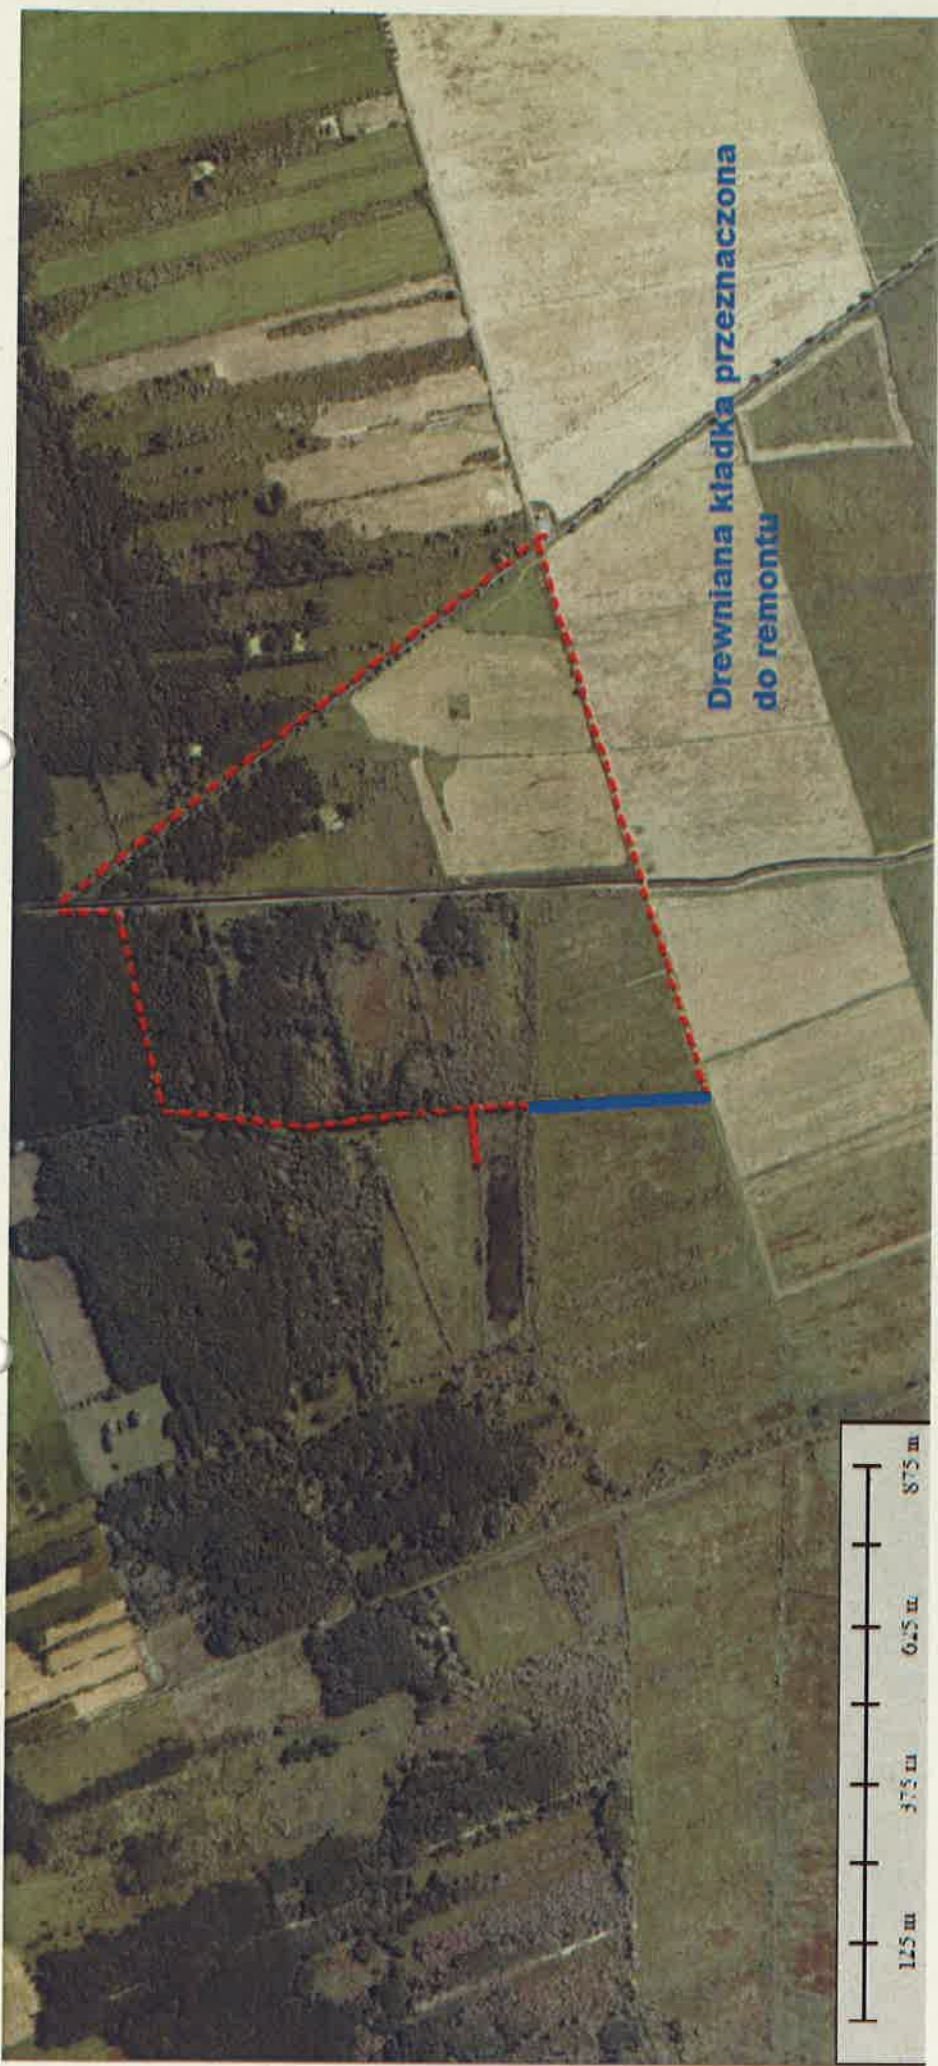 Drewniana kładka przeznaczona
do remontu
125 m
375 m
625 m
875 m